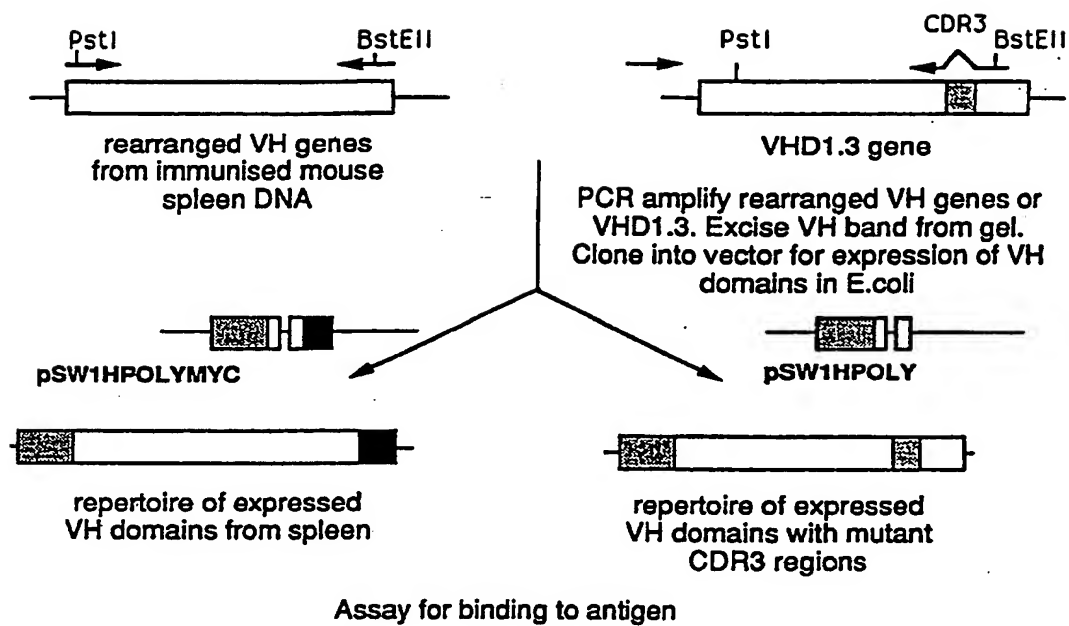 PstI
BstEII
rearranged VH genes
from immunised mouse
spleen DNA
CDR3
PstI
BstEII
VHD1.3 gene
PCR amplify rearranged VH genes or
VHD1.3. Excise VH band from gel.
Clone into vector for expression of VH
domains in E.coli
pSW1HPOLYMYC
pSW1HPOLY
repertoire of expressed
VH domains from spleen
repertoire of expressed
VH domains with mutant
CDR3 regions
Assay for binding to antigen